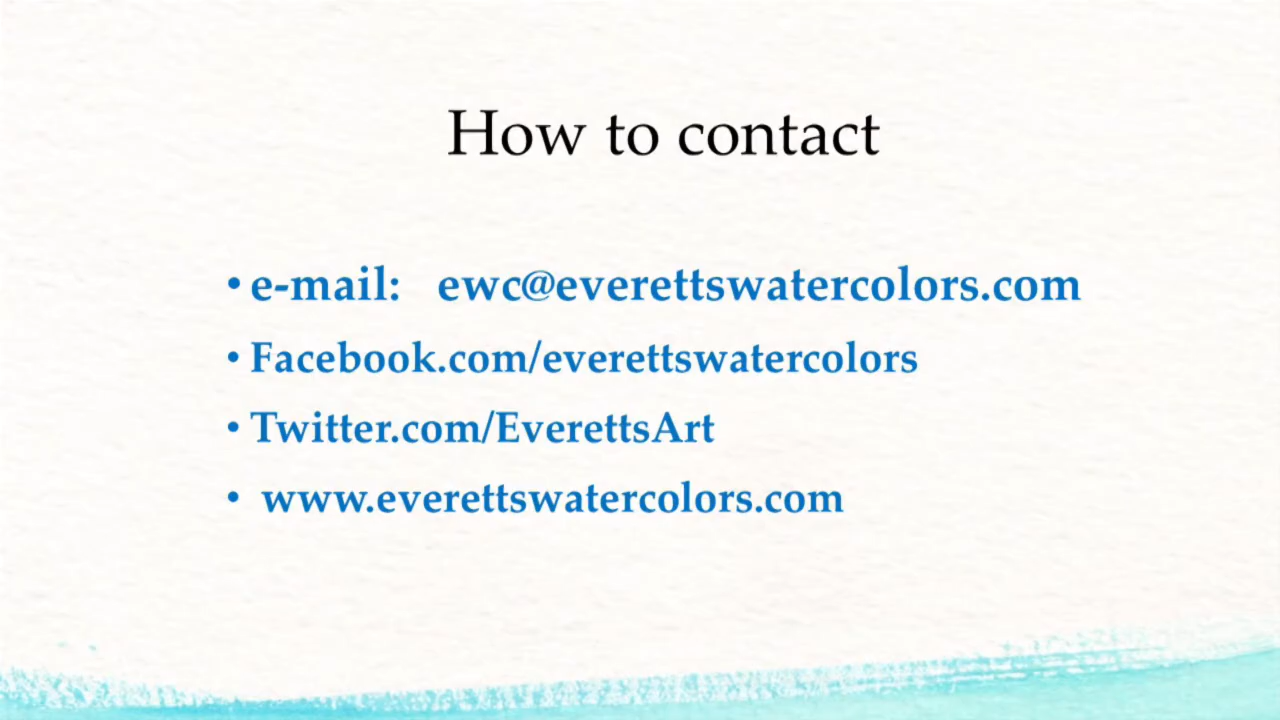 How to contact
• e-mail: ewc@everettswatercolors.com
• Facebook.com/everettswatercolors
• Twitter.com/EverettsArt
• www.everettswatercolors.com